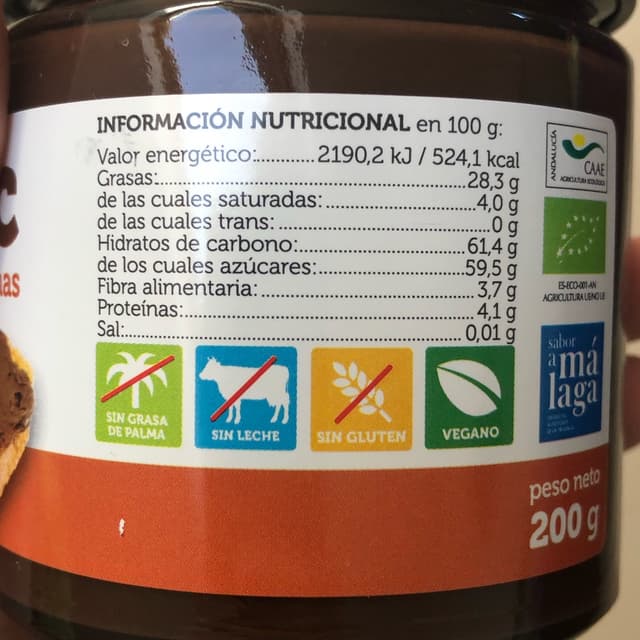 c
as
INFORMACIÓN NUTRICIONAL en 100 g:
Valor energético:..........2190,2 kJ / 524,1 kcal
Grasas:..........28,3 g
de las cuales saturadas:..........4,0 g
de las cuales trans:..........0 g
Hidratos de carbono:..........61,4 g
de los cuales azúcares:..........59,5 g
Fibra alimentaria:..........3,7 g
Proteínas:..........4,1 g
Sal:..........0,01 g
ANDALUCÍA
CAAE
AGRICULTURA ECOLÓGICA
ES-ECO-001-AN
AGRICULTURA UE/NO UE
sabor
a má
laga
SIN GRASA
DE PALMA
SIN LECHE
SIN GLUTEN
VEGANO
peso neto
200 g